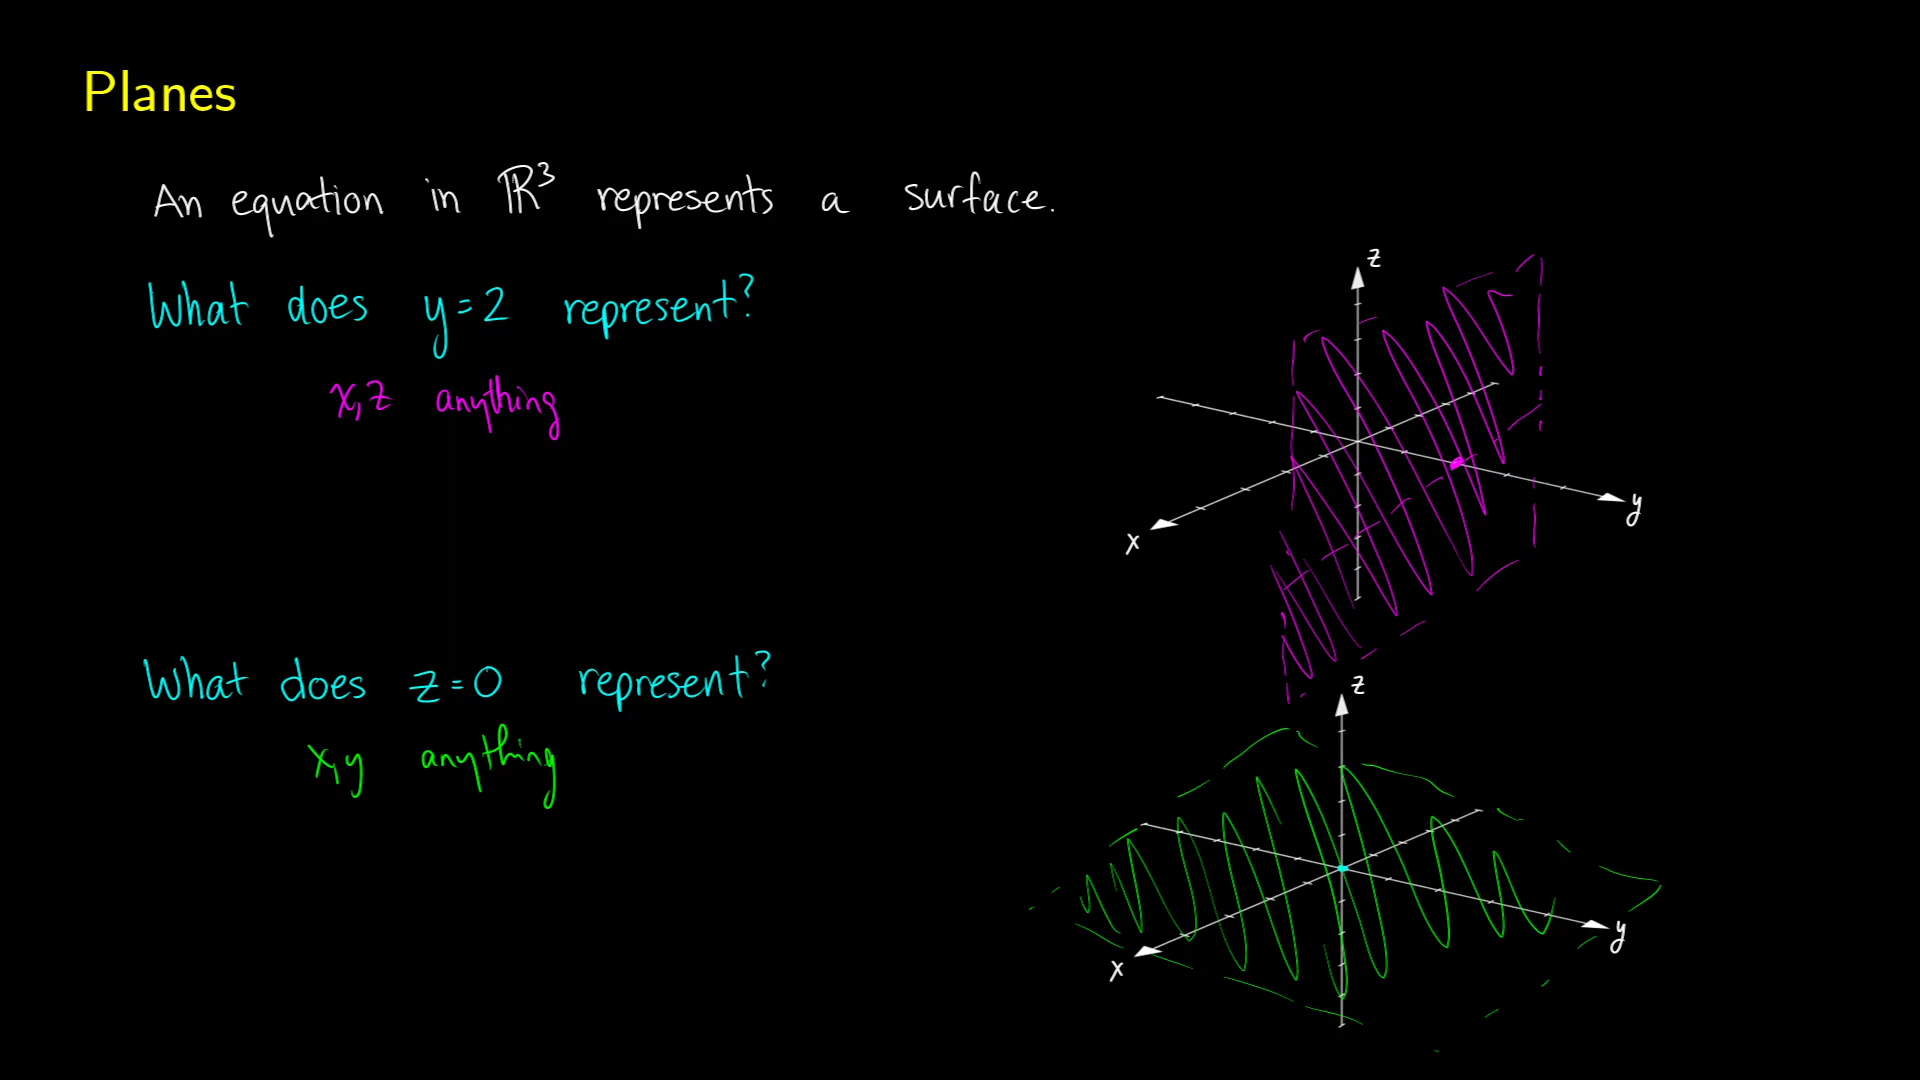 Planes
An equation in ℝ³ represents a surface.
What does y=2 represent?
x,z anything
z
y
x
What does z=0 represent?
x,y anything
z
y
x